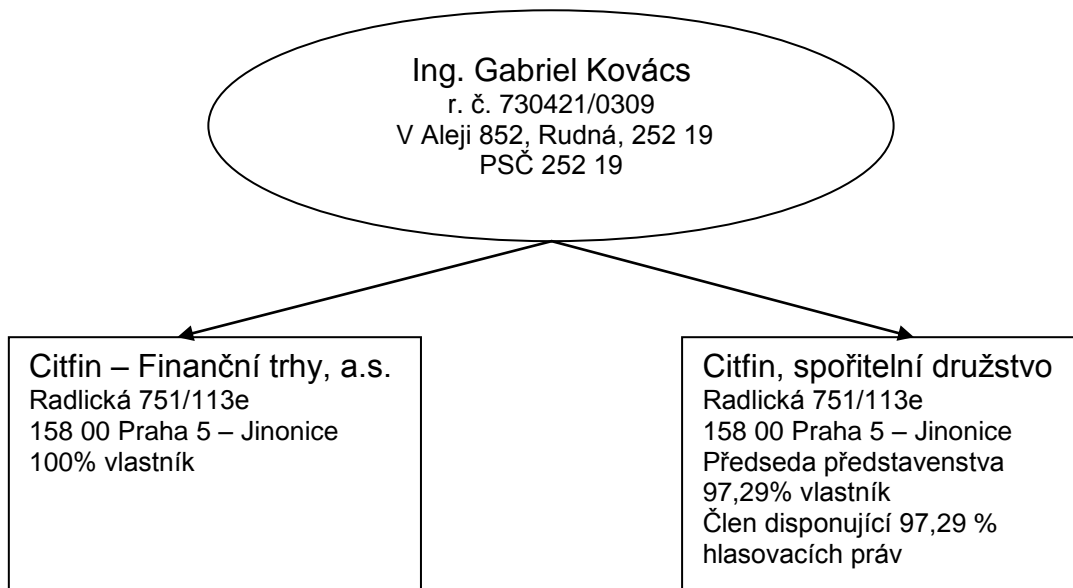 Ing. Gabriel Kovács
r. č. 730421/0309
V Aleji 852, Rudná, 252 19
PSČ 252 19
Citfin – Finanční trhy, a.s.
Radlická 751/113e
158 00 Praha 5 – Jinonice
100% vlastník
Citfin, spořitelní družstvo
Radlická 751/113e
158 00 Praha 5 – Jinonice
Předseda představenstva
97,29% vlastník
Člen disponující 97,29 %
hlasovacích práv